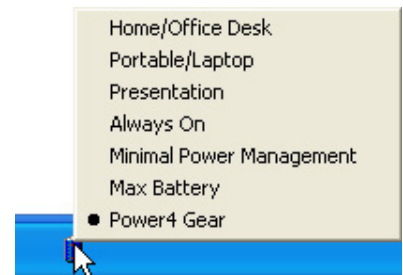 Home/Office Desk
Portable/Laptop
Presentation
Always On
Minimal Power Management
Max Battery
Power4 Gear